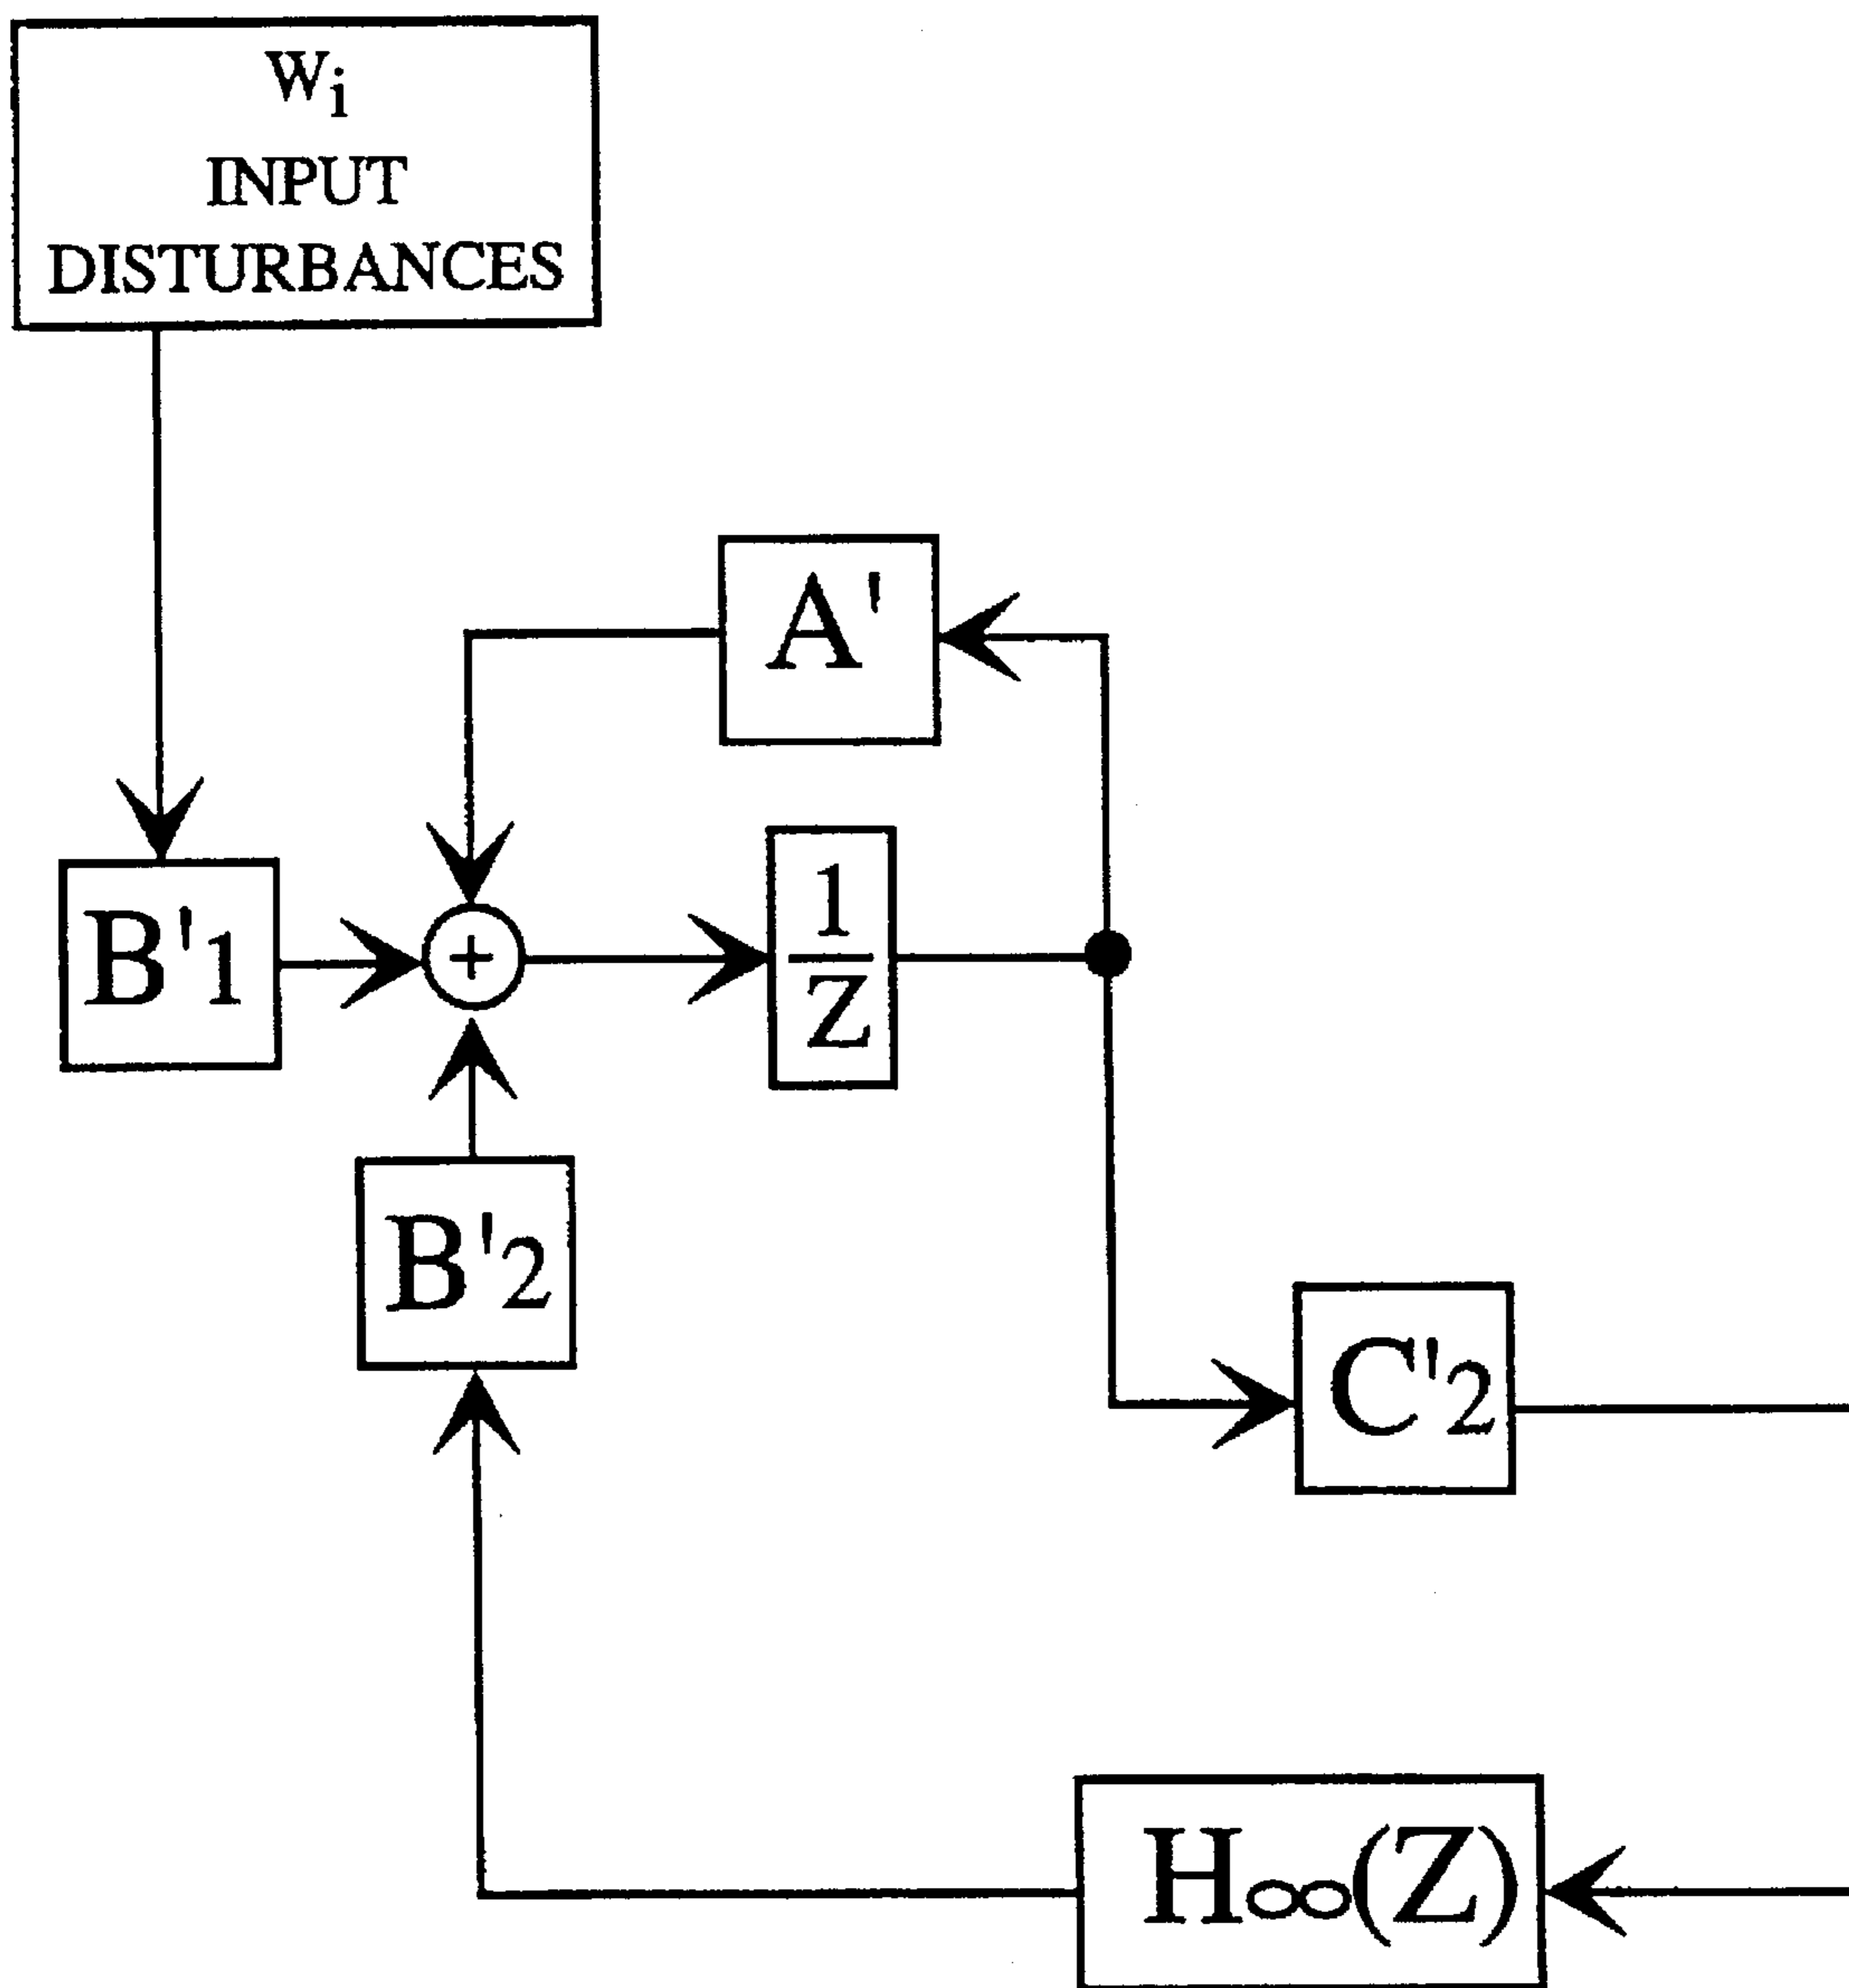 Wi
INPUT
DISTURBANCES
A'
B'1
+
1
Z
B'2
C'2
H∞(Z)